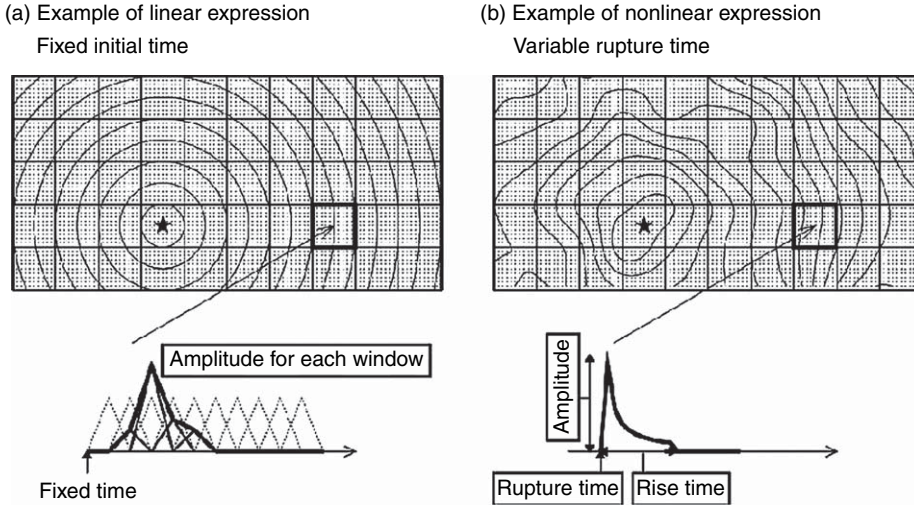 (a) Example of linear expression
Fixed initial time
(b) Example of nonlinear expression
Variable rupture time
Amplitude for each window
Fixed time
Amplitude
Rupture time
Rise time